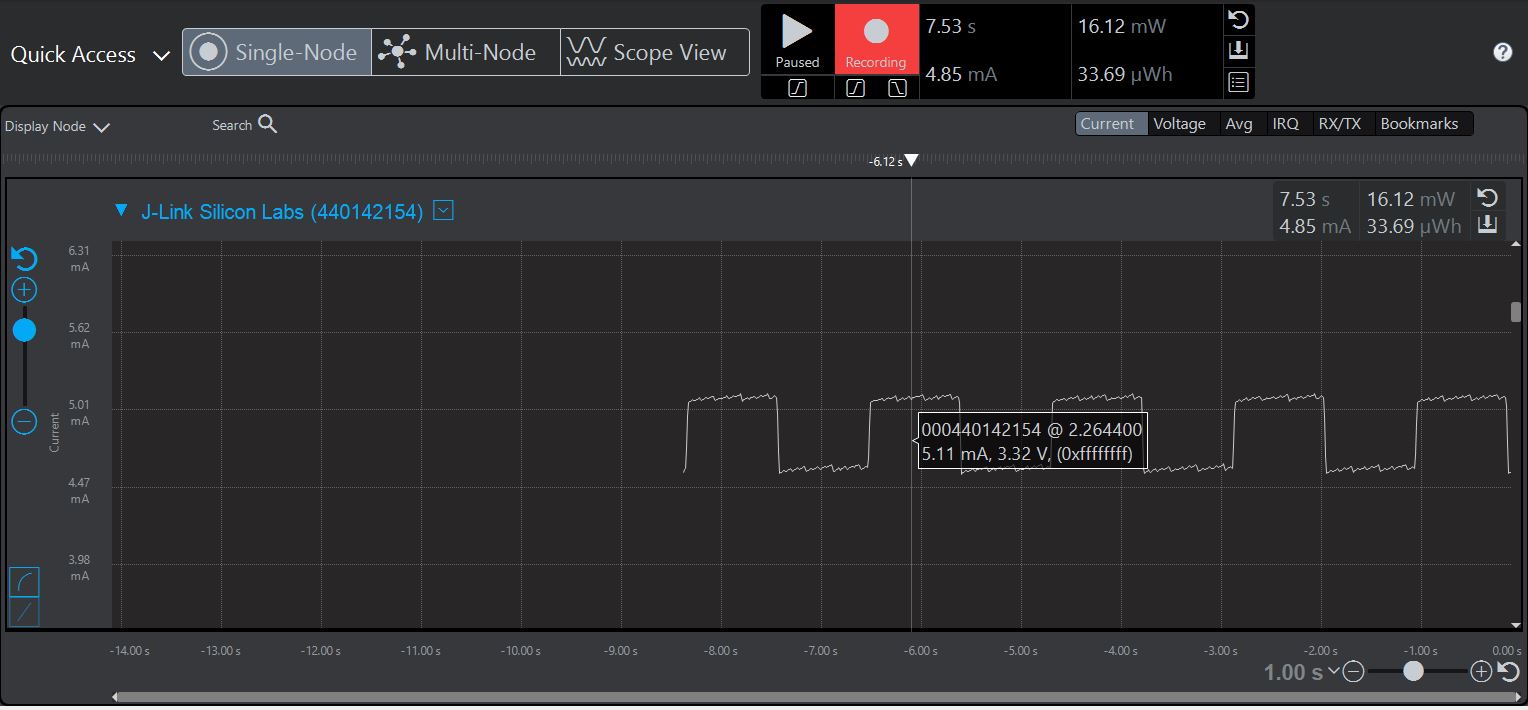 Quick Access
Single-Node
Multi-Node
Scope View
Paused
Recording
7.53 s
16.12 mW
4.85 mA
33.69 µWh
?
Display Node
Search
Current
Voltage
Avg
IRQ
RX/TX
Bookmarks
-6.12 s
J-Link Silicon Labs (440142154)
7.53 s
16.12 mW
4.85 mA
33.69 µWh
6.31
mA
5.62
mA
5.01
mA
4.47
mA
3.98
mA
Current
000440142154 @ 2.264400
5.11 mA, 3.32 V, (0xffffffff)
-14.00 s
-13.00 s
-12.00 s
-11.00 s
-10.00 s
-9.00 s
-8.00 s
-7.00 s
-6.00 s
-5.00 s
-4.00 s
-3.00 s
-2.00 s
-1.00 s
0.00 s
1.00 s